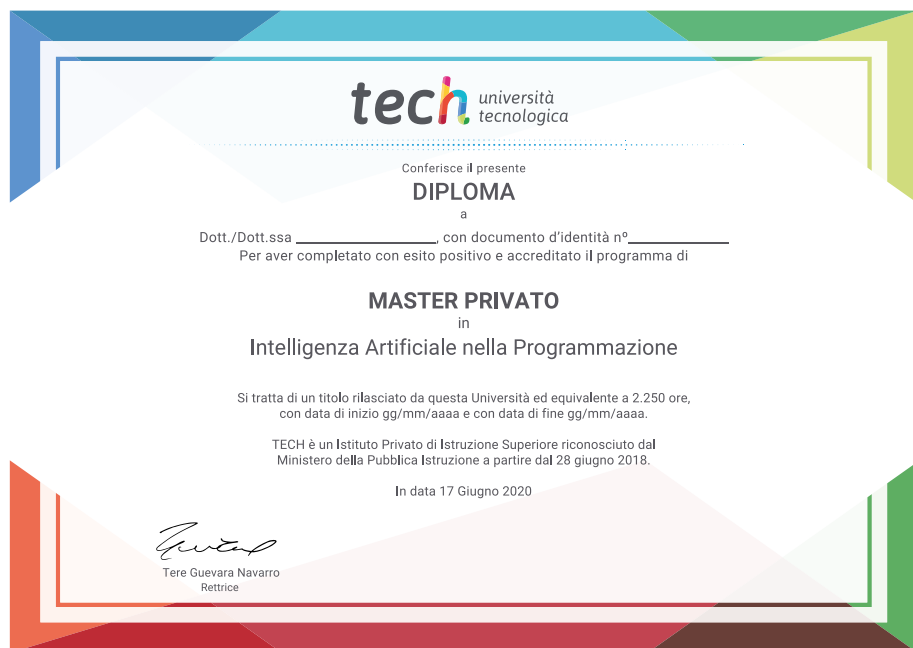 tech università
tecnologica
Conferisce il presente
DIPLOMA
a
Dott./Dott.ssa ____________________, con documento d'identità nº______________
Per aver completato con esito positivo e accreditato il programma di
MASTER PRIVATO
in
Intelligenza Artificiale nella Programmazione
Si tratta di un titolo rilasciato da questa Università ed equivalente a 2.250 ore,
con data di inizio gg/mm/aaaa e con data di fine gg/mm/aaaa.
TECH è un Istituto Privato di Istruzione Superiore riconosciuto dal
Ministero della Pubblica Istruzione a partire dal 28 giugno 2018.
In data 17 Giugno 2020
Tere Guevara Navarro
Rettrice